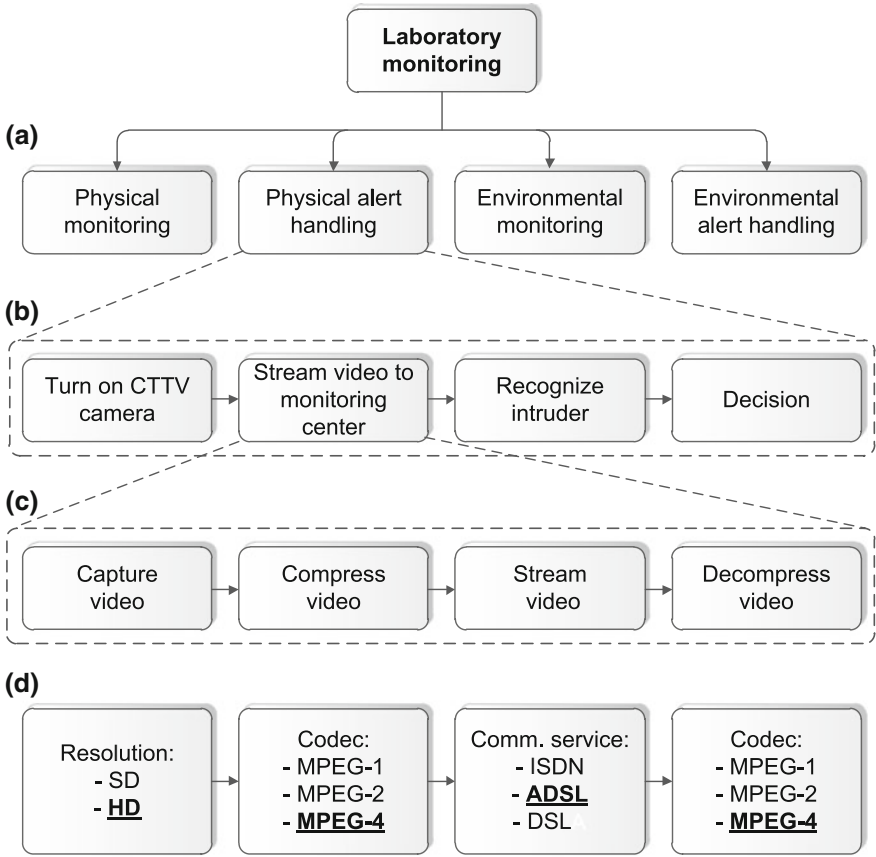 Laboratory
monitoring
(a)
Physical
monitoring
Physical alert
handling
Environmental
monitoring
Environmental
alert handling
(b)
Turn on CTTV
camera
Stream video to
monitoring
center
Recognize
intruder
Decision
(c)
Capture
video
Compress
video
Stream
video
Decompress
video
(d)
Resolution:
- SD
- HD
Codec:
- MPEG-1
- MPEG-2
- MPEG-4
Comm. service:
- ISDN
- ADSL
- DSL
Codec:
- MPEG-1
- MPEG-2
- MPEG-4